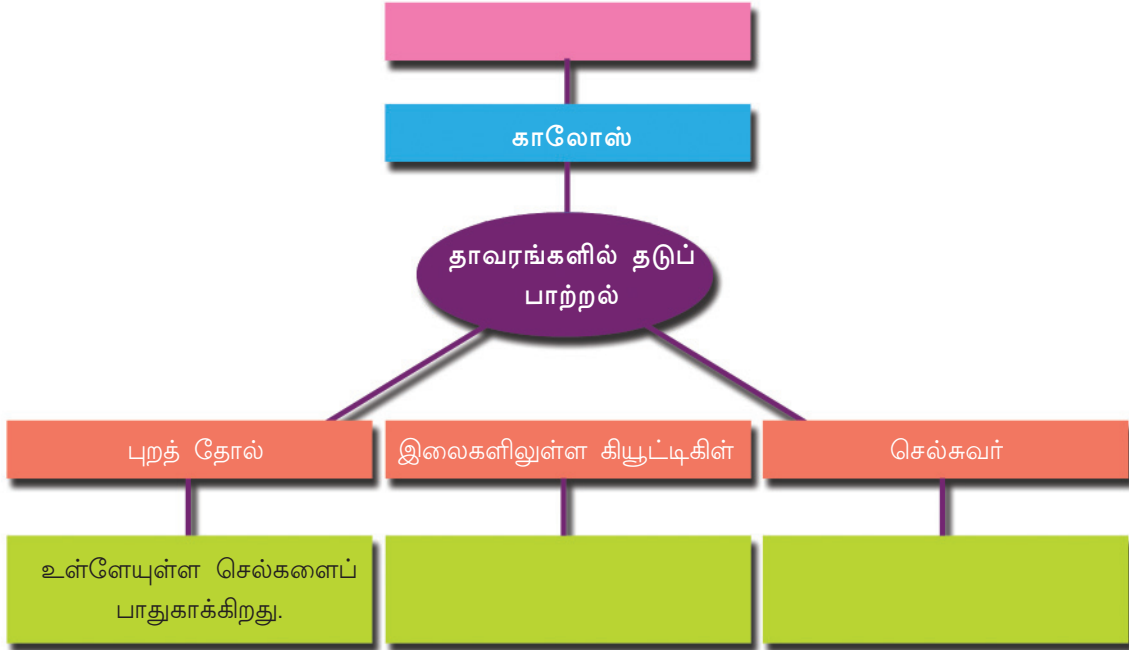 காலோஸ்
தாவரங்களில் தடுப்
பாற்றல்
புறத் தோல்
இலைகளிலுள்ள கியூட்டிகிள்
செல்சுவர்
உள்ளேயுள்ள செல்களைப்
பாதுகாக்கிறது.